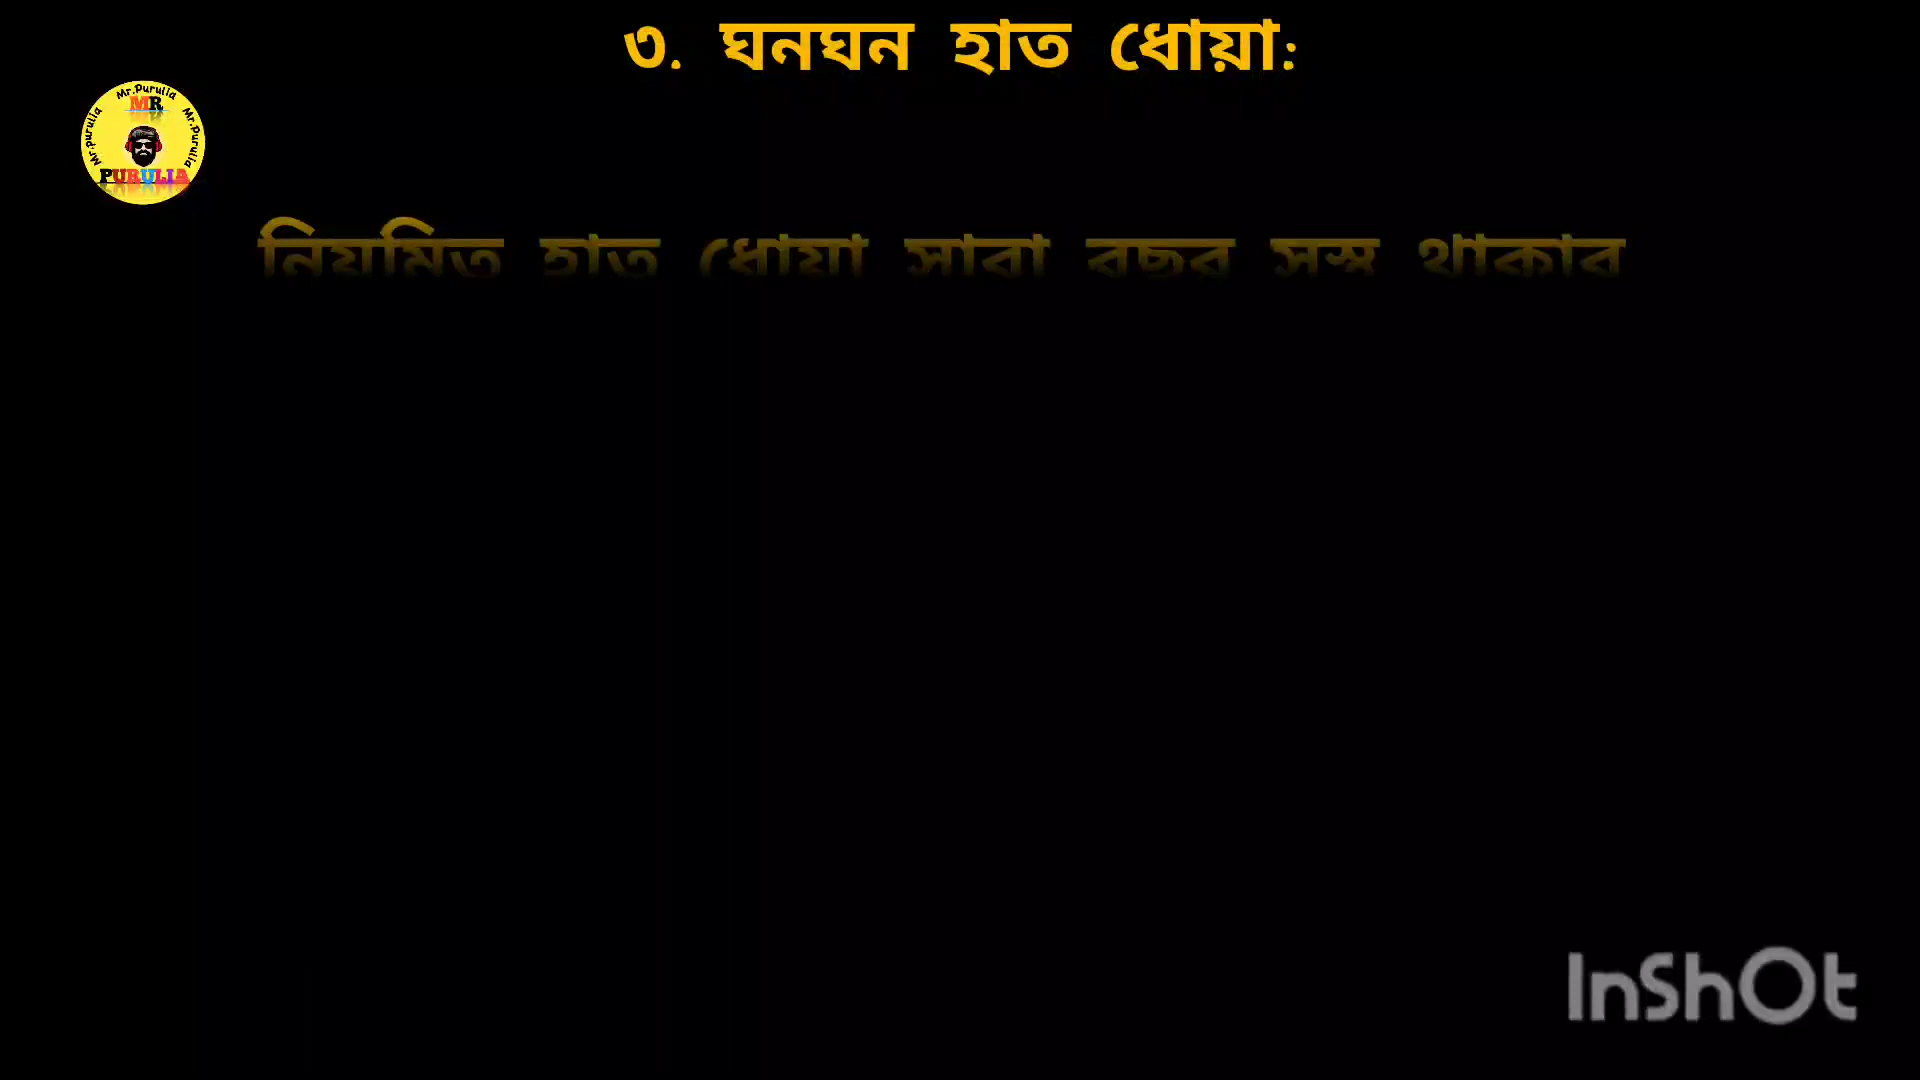 ৩. ঘনঘন হাত ধোয়া:
Mr.Purulia
Mr.purulia
Mr.Purulia
MR
PURULIA
নিয়মিত হাত ধোয়া সারা বছর সুস্থ থাকার
InShOt